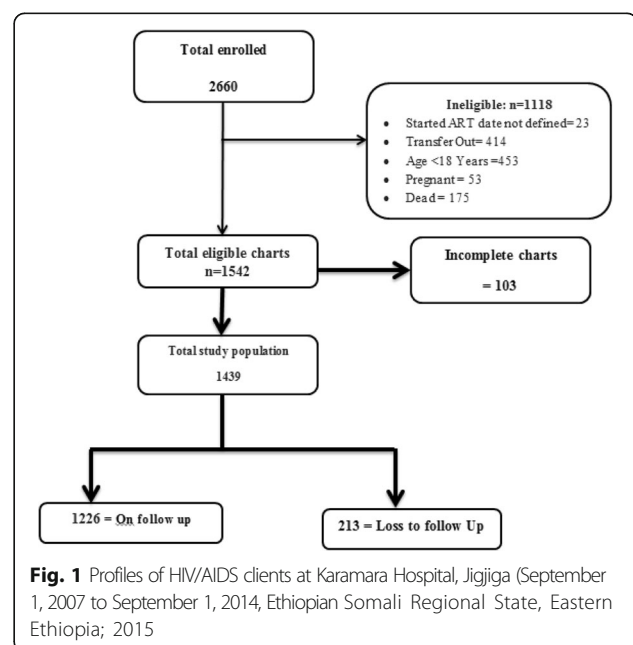 Total enrolled
2660
Ineligible: n=1118
• Started ART date not defined=23
• Transfer Out= 414
• Age <18 Years =453
• Pregnant= 53
• Dead = 175
Total eligible charts
n=1542
Incomplete charts
= 103
Total study population
1439
1226 = On follow up
213 = Loss to follow Up
Fig. 1 Profiles of HIV/AIDS clients at Karamara Hospital, Jigjiga (September
1, 2007 to September 1, 2014, Ethiopian Somali Regional State, Eastern
Ethiopia; 2015